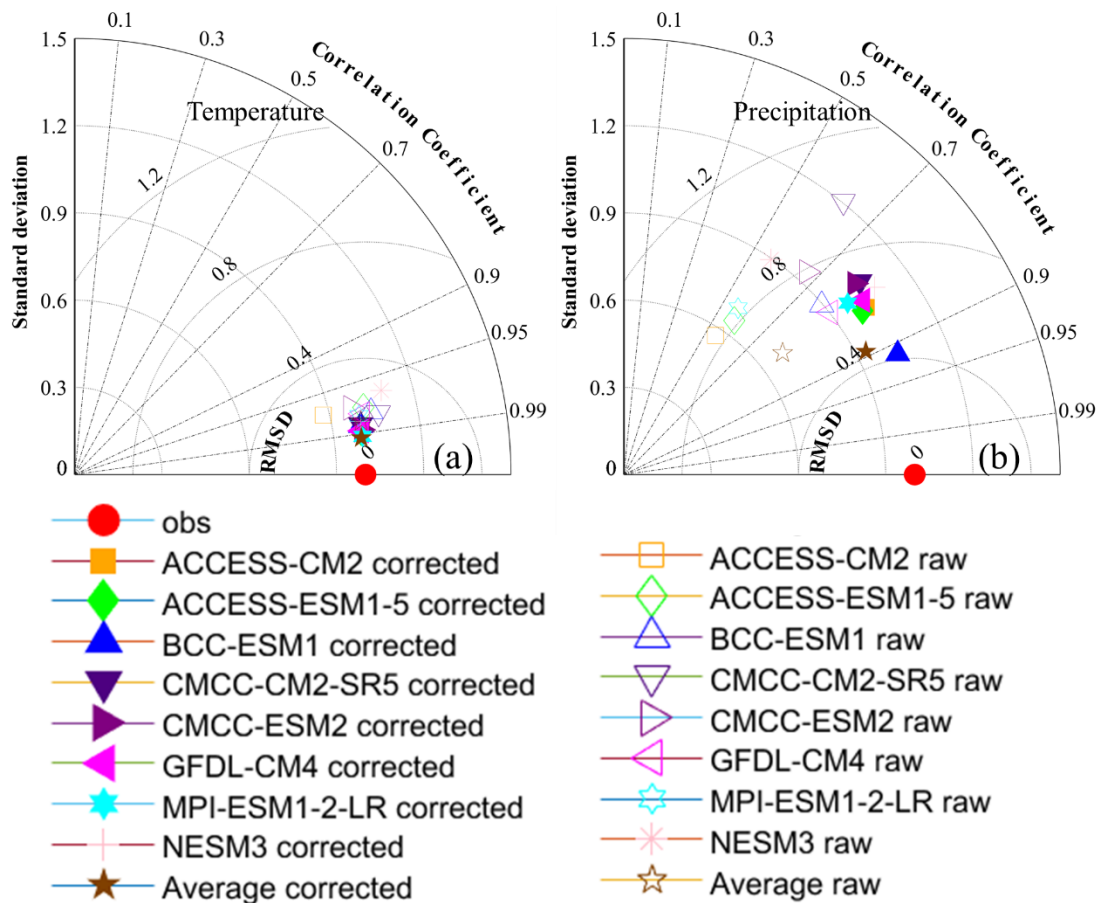 0.1
0.3
0.5
0.7
0.9
0.95
0.99
Correlation Coefficient
Temperature
Standard deviation
1.5
1.2
0.9
0.6
0.3
0
1.2
0.8
0.4
0
RMSD
(a)
0.1
0.3
0.5
0.7
0.9
0.95
0.99
Correlation Coefficient
Precipitation
Standard deviation
1.5
1.2
0.9
0.6
0.3
0
1.2
0.8
0.4
0
RMSD
(b)
obs
ACCESS-CM2 corrected
ACCESS-ESM1-5 corrected
BCC-ESM1 corrected
CMCC-CM2-SR5 corrected
CMCC-ESM2 corrected
GFDL-CM4 corrected
MPI-ESM1-2-LR corrected
NESM3 corrected
Average corrected
ACCESS-CM2 raw
ACCESS-ESM1-5 raw
BCC-ESM1 raw
CMCC-CM2-SR5 raw
CMCC-ESM2 raw
GFDL-CM4 raw
MPI-ESM1-2-LR raw
NESM3 raw
Average raw